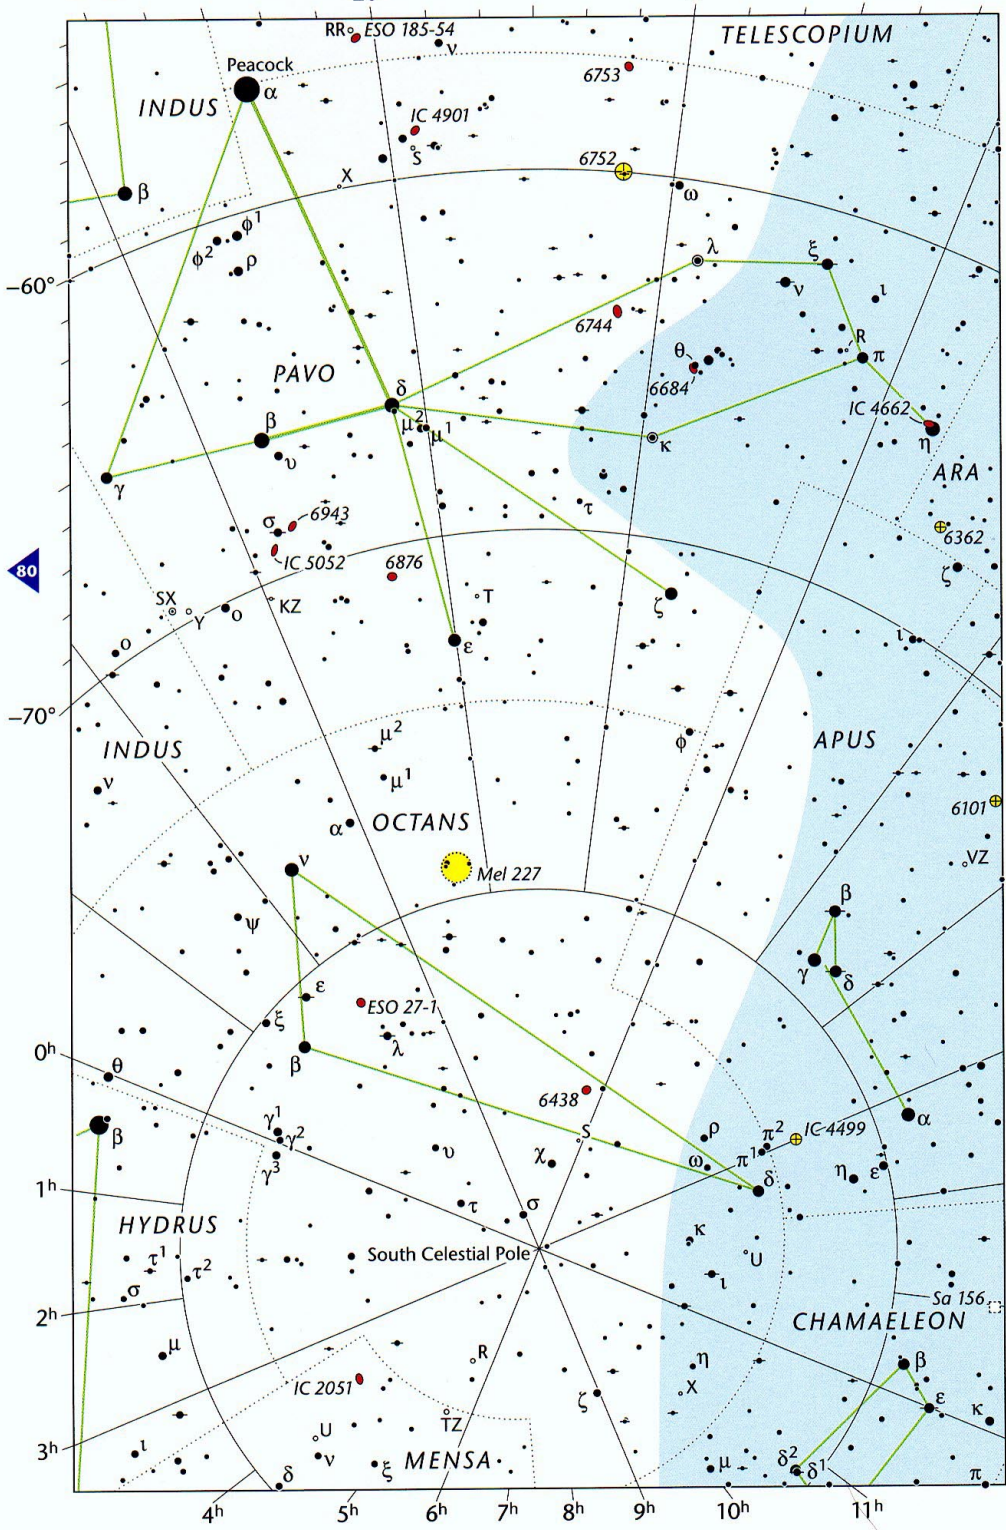 RR ESO 185-54
ν
TELESCOPIUM
Peacock
α
6753
INDUS
IC 4901
S
6752
X
β
ω
φ1
φ2
ρ
λ
ξ
−60°
ν
ι
6744
R
θ
π
PAVO
6684
δ
IC 4662
β
μ2
μ1
κ
η
υ
γ
ARA
τ
6943
σ
6362
IC 5052
6876
80
ζ
SX
KZ
T
ζ
Y
ο
ο
ε
ι
−70°
μ2
φ
APUS
INDUS
μ1
ν
6101
α
OCTANS
VZ
ν
Mel 227
β
ψ
γ
δ
ε
ESO 27-1
ξ
λ
0h
β
θ
6438
α
γ1
S
ρ
π2
IC 4499
β
γ2
υ
χ
ω
π1
γ3
δ
η
ε
1h
τ
σ
HYDRUS
κ
South Celestial Pole
τ1
U
τ2
ι
σ
Sa 156
2h
CHAMAELEON
μ
R
η
β
IC 2051
X
ζ
ε
κ
TZ
U
3h
ι
ν
ξ
MENSA
μ
δ2
δ1
π
δ
4h 5h 6h 7h 8h 9h 10h 11h